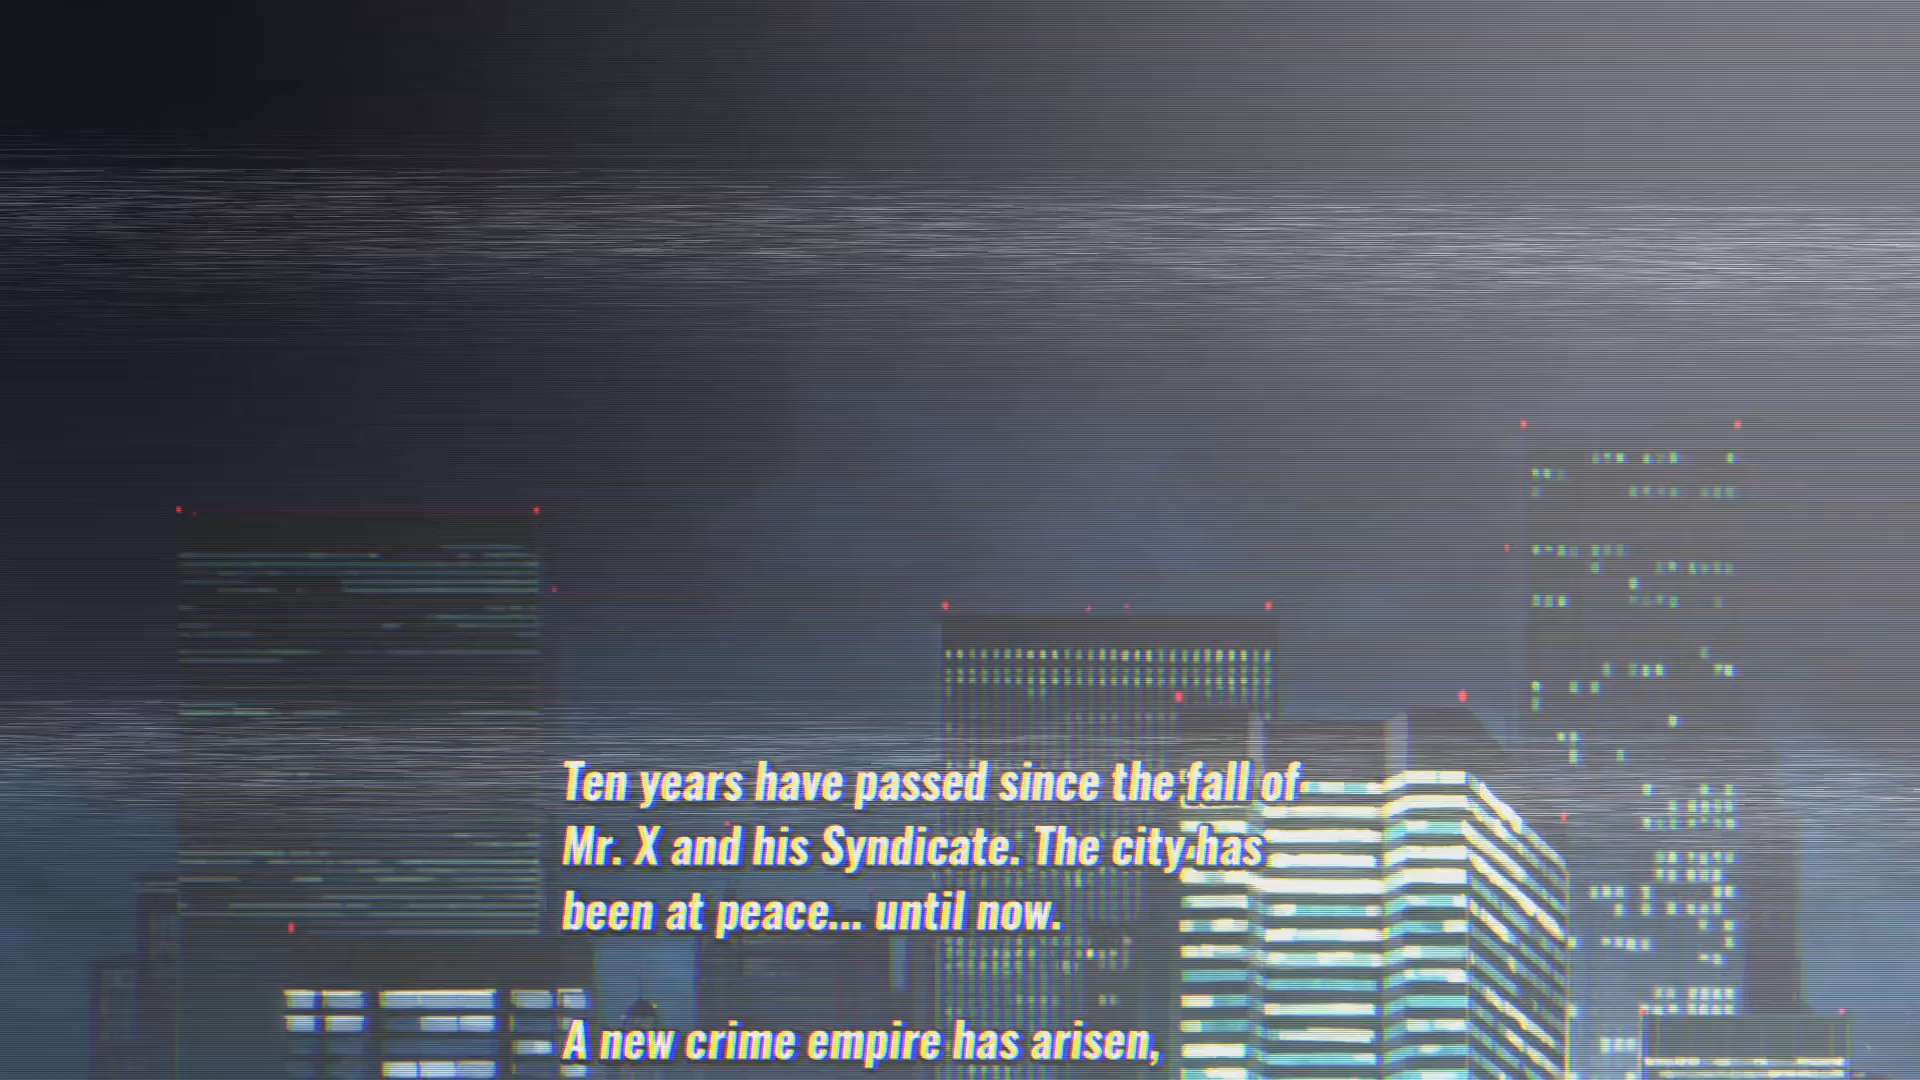 Ten years have passed since the fall of
Mr. X and his Syndicate. The city has
been at peace... until now.
A new crime empire has arisen,